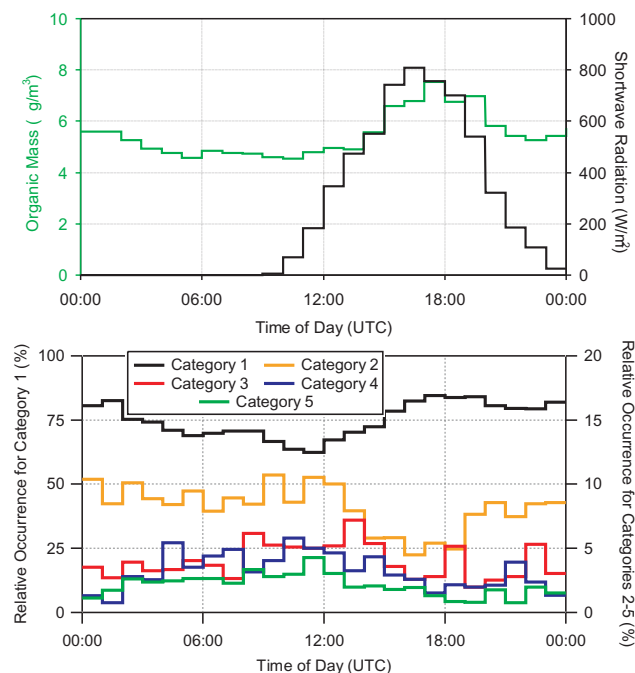 10
8
6
4
2
0
Organic Mass ( g/m³)
1000
800
600
400
200
0
Shortwave Radiation (W/m²)
00:00 06:00 12:00 18:00 00:00
Time of Day (UTC)
100
75
50
25
0
Relative Occurrence for Category 1 (%)
Category 1 Category 2
Category 3 Category 4
Category 5
20
15
10
5
0
Relative Occurrence for Categories 2-5 (%)
00:00 06:00 12:00 18:00 00:00
Time of Day (UTC)